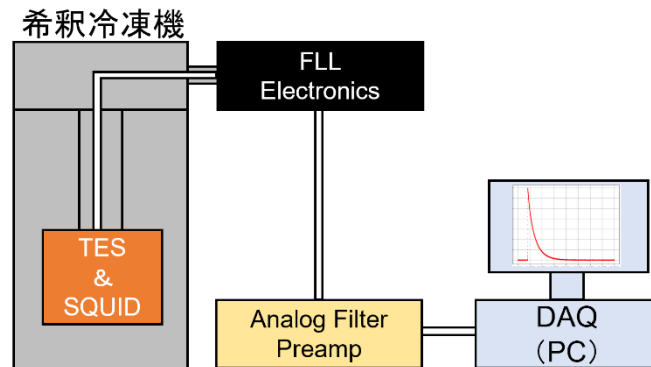 希釈冷凍機
FLL
Electronics
TES
&
SQUID
Analog Filter
Preamp
DAQ
（PC）